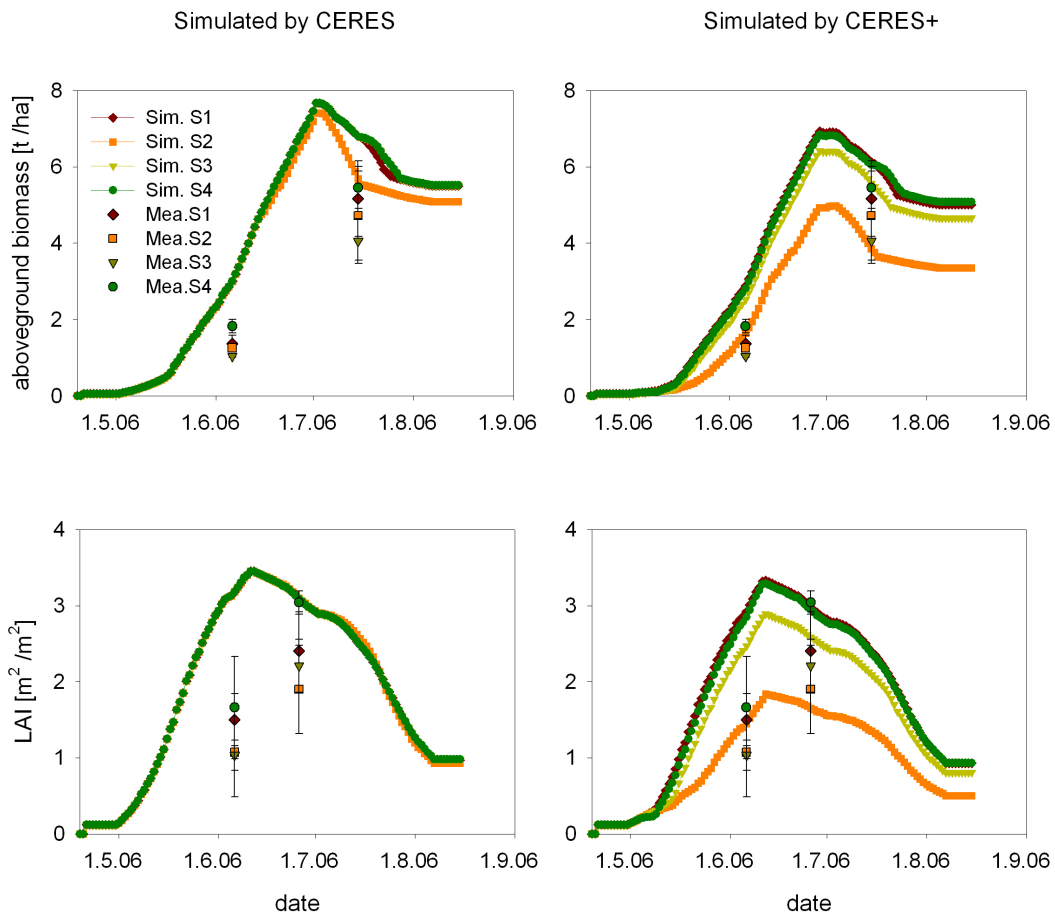 Simulated by CERES
Simulated by CERES+
aboveground biomass [t /ha]
8
6
4
2
0
Sim. S1
Sim. S2
Sim. S3
Sim. S4
Mea.S1
Mea.S2
Mea.S3
Mea.S4
1.5.06 1.6.06 1.7.06 1.8.06 1.9.06
8
6
4
2
0
1.5.06 1.6.06 1.7.06 1.8.06 1.9.06
LAI [m² /m²]
4
3
2
1
0
1.5.06 1.6.06 1.7.06 1.8.06 1.9.06
date
4
3
2
1
0
1.5.06 1.6.06 1.7.06 1.8.06 1.9.06
date